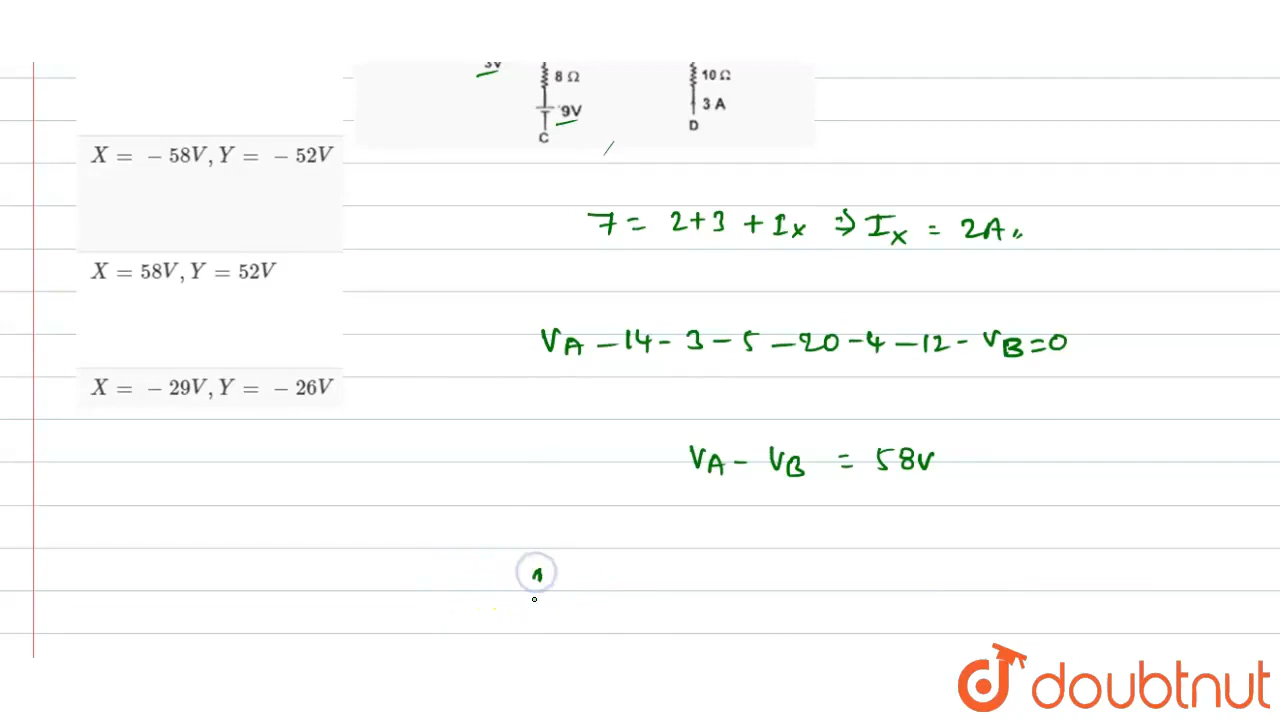 3V
8 Ω
10 Ω
9V
3 A
C
D
X = − 58V, Y = − 52V
7 = 2+3 + Ix ⇒ Ix = 2A
X = 58V, Y = 52V
VA − 14 − 3 − 5 − 20 − 4 − 12 − VB = 0
X = − 29V, Y = − 26V
VA − VB = 58V
doubtnut